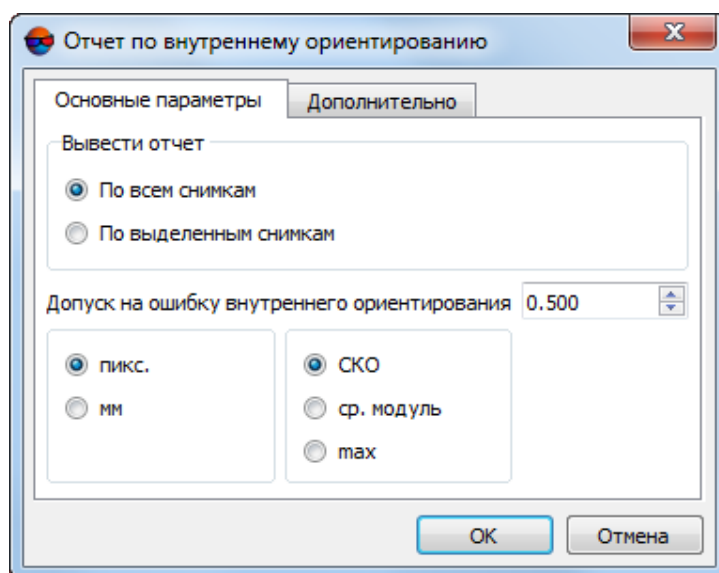 Отчет по внутреннему ориентированию
Основные параметры
Дополнительно
Вывести отчет
По всем снимкам
По выделенным снимкам
Допуск на ошибку внутреннего ориентирования 0.500
пикс.
мм
СКО
ср. модуль
max
OK
Отмена